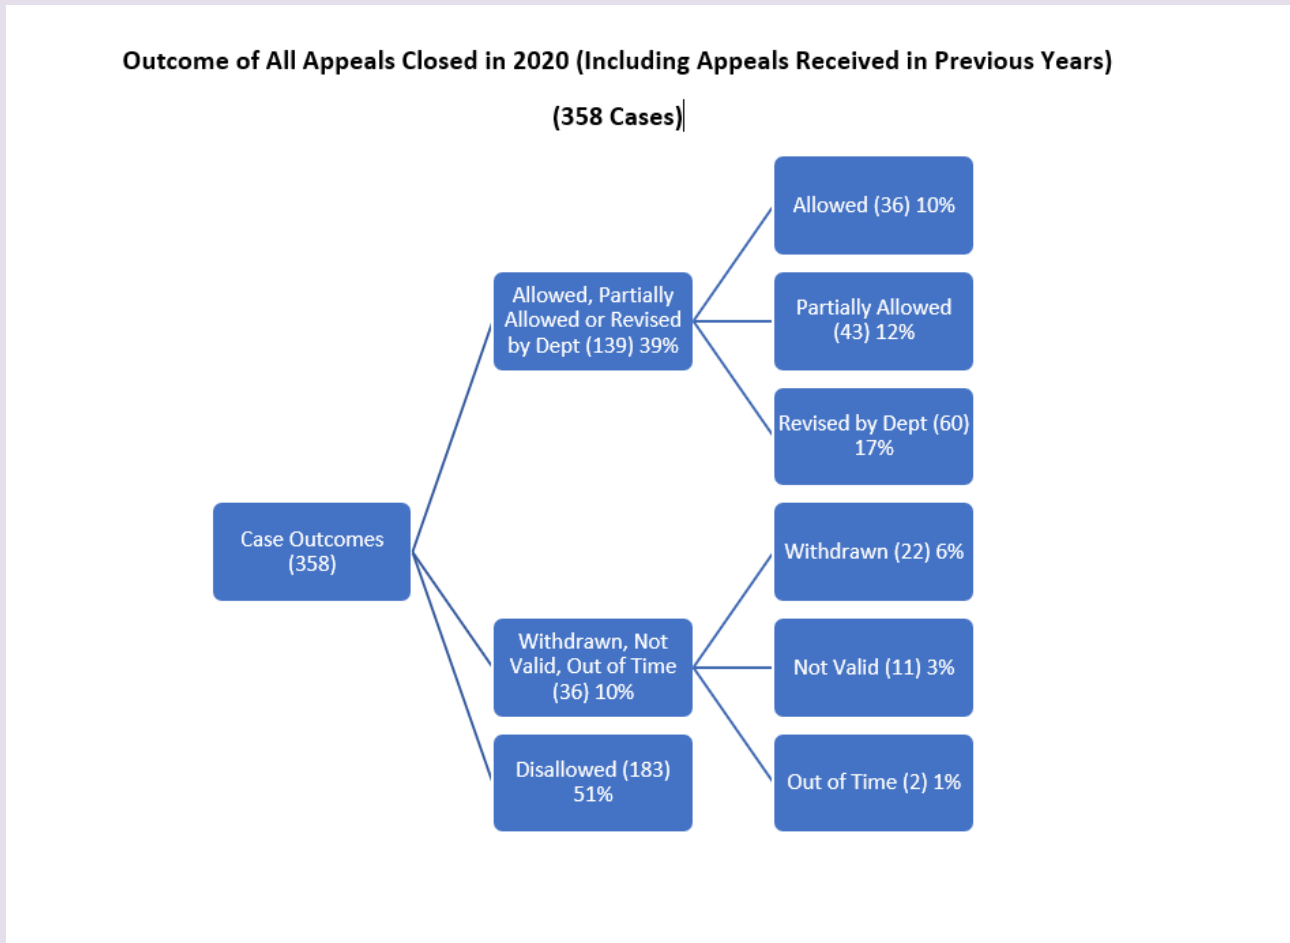 Outcome of All Appeals Closed in 2020 (Including Appeals Received in Previous Years)
(358 Cases)
Allowed (36) 10%
Allowed, Partially
Allowed or Revised
by Dept (139) 39%
Partially Allowed
(43) 12%
Revised by Dept (60)
17%
Case Outcomes
(358)
Withdrawn (22) 6%
Withdrawn, Not
Valid, Out of Time
(36) 10%
Not Valid (11) 3%
Disallowed (183)
51%
Out of Time (2) 1%